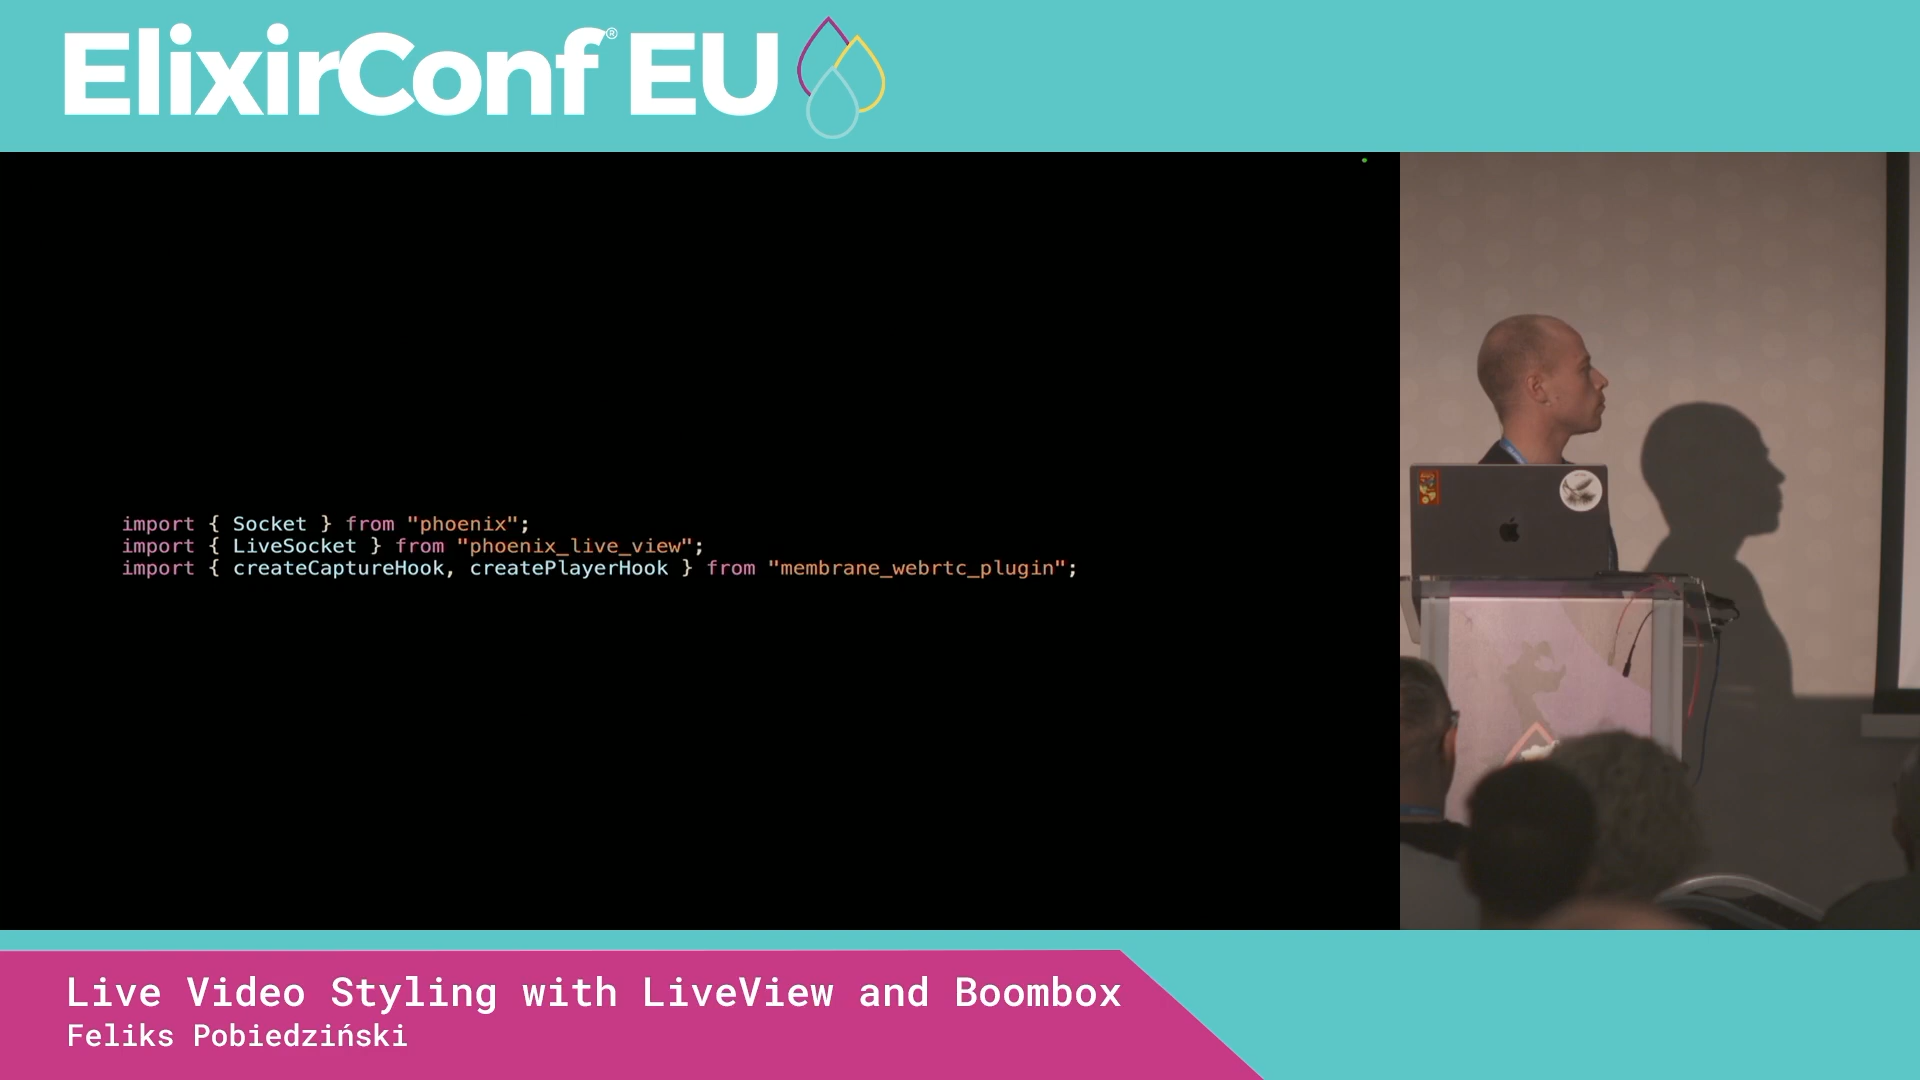 ElixirConf® EU
import { Socket } from "phoenix";
import { LiveSocket } from "phoenix_live_view";
import { createCaptureHook, createPlayerHook } from "membrane_webrtc_plugin";
Live Video Styling with LiveView and Boombox
Feliks Pobiedziński